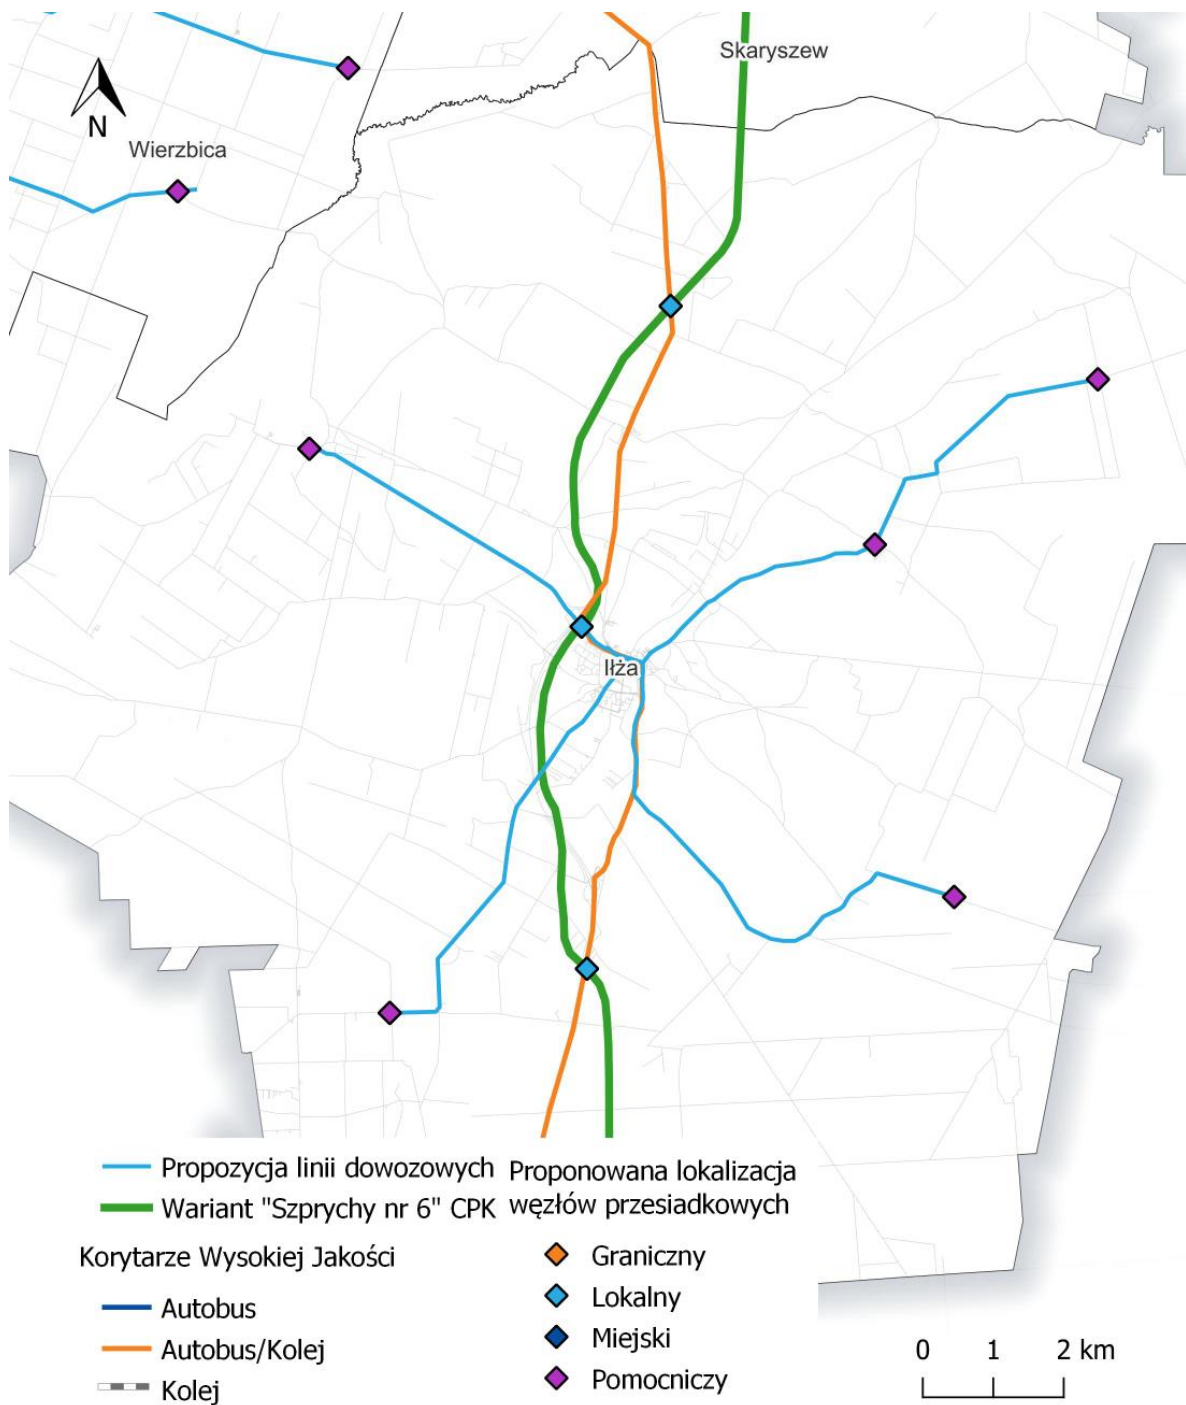 Skaryszew
N
Wierzbica
Iłża
Propozycja linii dowozowych
Wariant "Szprychy nr 6" CPK
Korytarze Wysokiej Jakości
Autobus
Autobus/Kolej
Kolej
Proponowana lokalizacja
węzłów przesiadkowych
Graniczny
Lokalny
Miejski
Pomocniczy
0 1 2 km